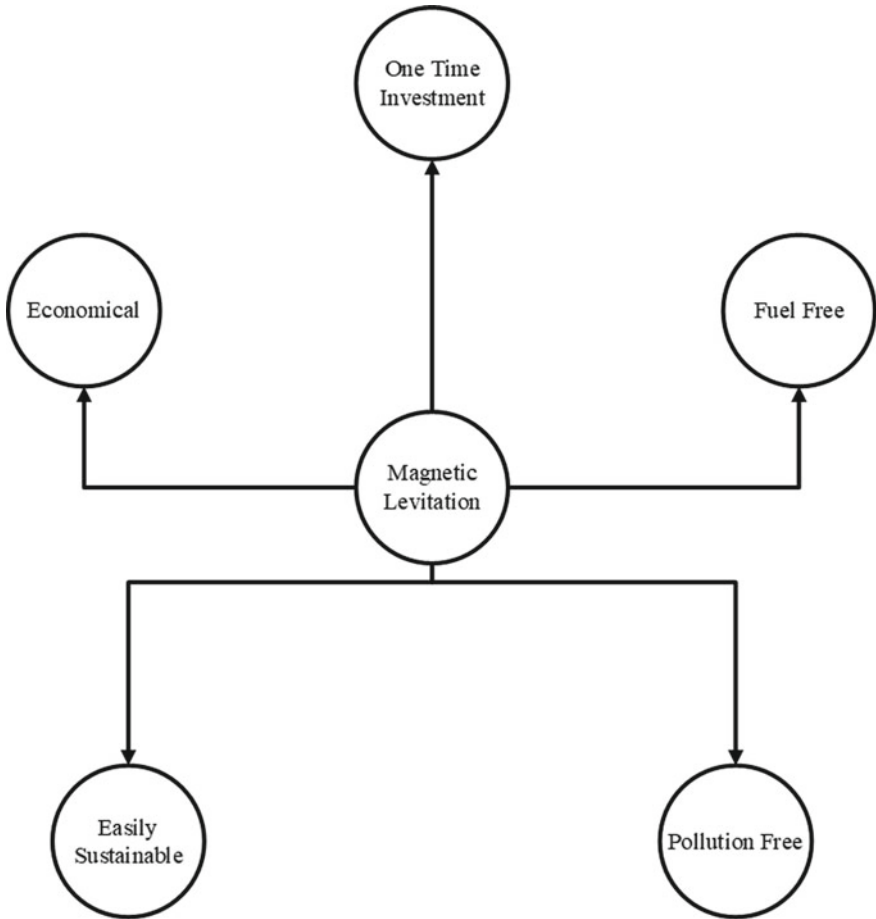 One Time
Investment
Economical
Fuel Free
Magnetic
Levitation
Easily
Sustainable
Pollution Free